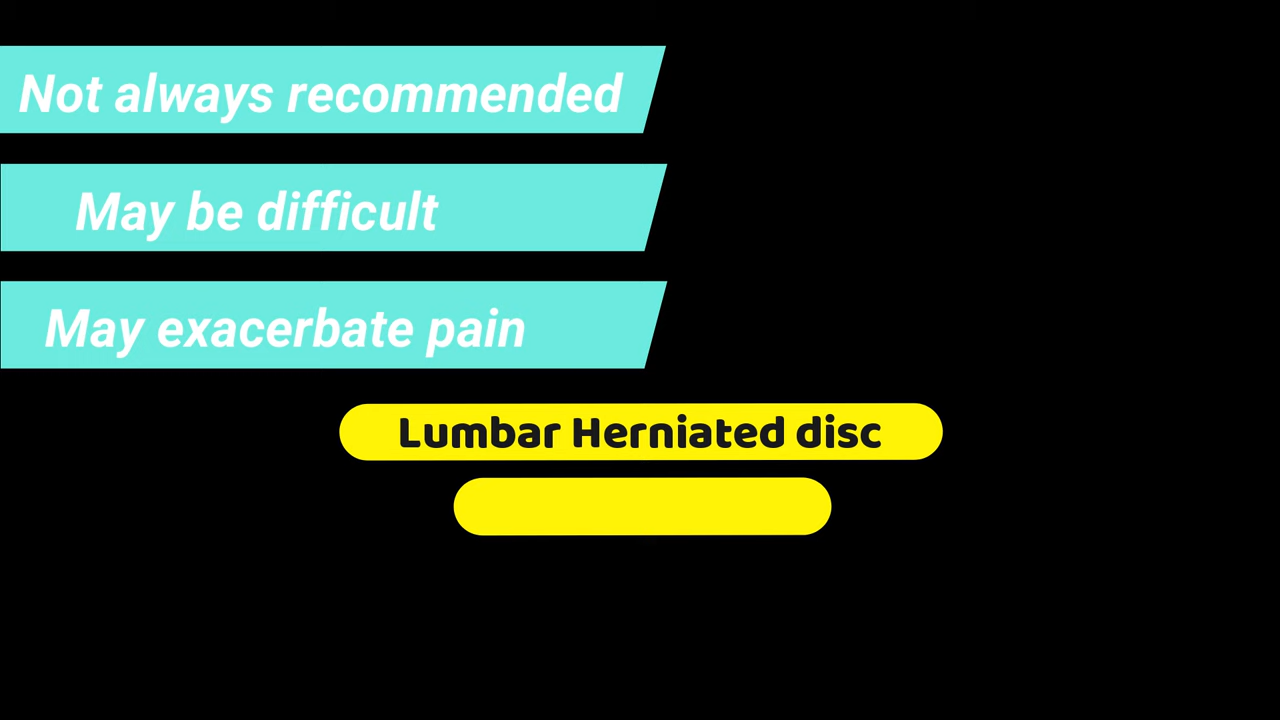 Not always recommended
May be difficult
May exacerbate pain
Lumbar Herniated disc